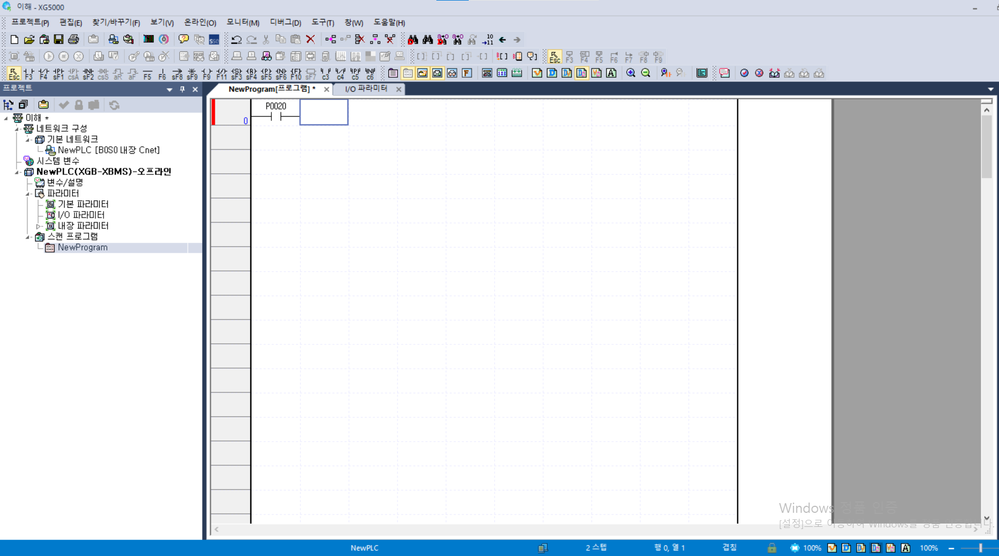 이해 - XG5000
프로젝트(P) 편집(E) 찾기/바꾸기(F) 보기(V) 온라인(O) 모니터(M) 디버그(D) 도구(T) 창(W) 도움말(H)
Esc F3 F4 F5 F6 F7 F8 F9
Esc F3 F4 sF1 csA sF2 csS aR aF F5 F6 sF8 sF9 F9 F11 sF3 sF4 sF5 sF6 F10 sF7 c3 c4 c5 c6
프로젝트
NewProgram[프로그램] *
I/O 파라미터
이해 *
네트워크 구성
기본 네트워크
NewPLC [B0S0 내장 Cnet]
시스템 변수
NewPLC(XGB-XBMS)-오프라인
변수/설명
파라미터
기본 파라미터
I/O 파라미터
내장 파라미터
스캔 프로그램
NewProgram
P0020
0
Windows 정품 인증
[설정]으로 이동하여 Windows를 정품 인증합니다.
NewPLC 2 스텝 행 0, 열 1 겹침 100% 100%